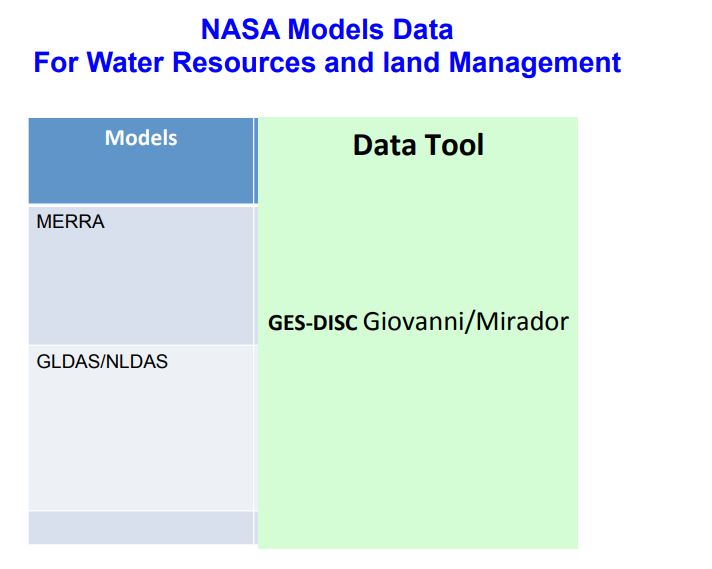 NASA Models Data
For Water Resources and land Management
Models
Data Tool
MERRA
GES-DISC Giovanni/Mirador
GLDAS/NLDAS